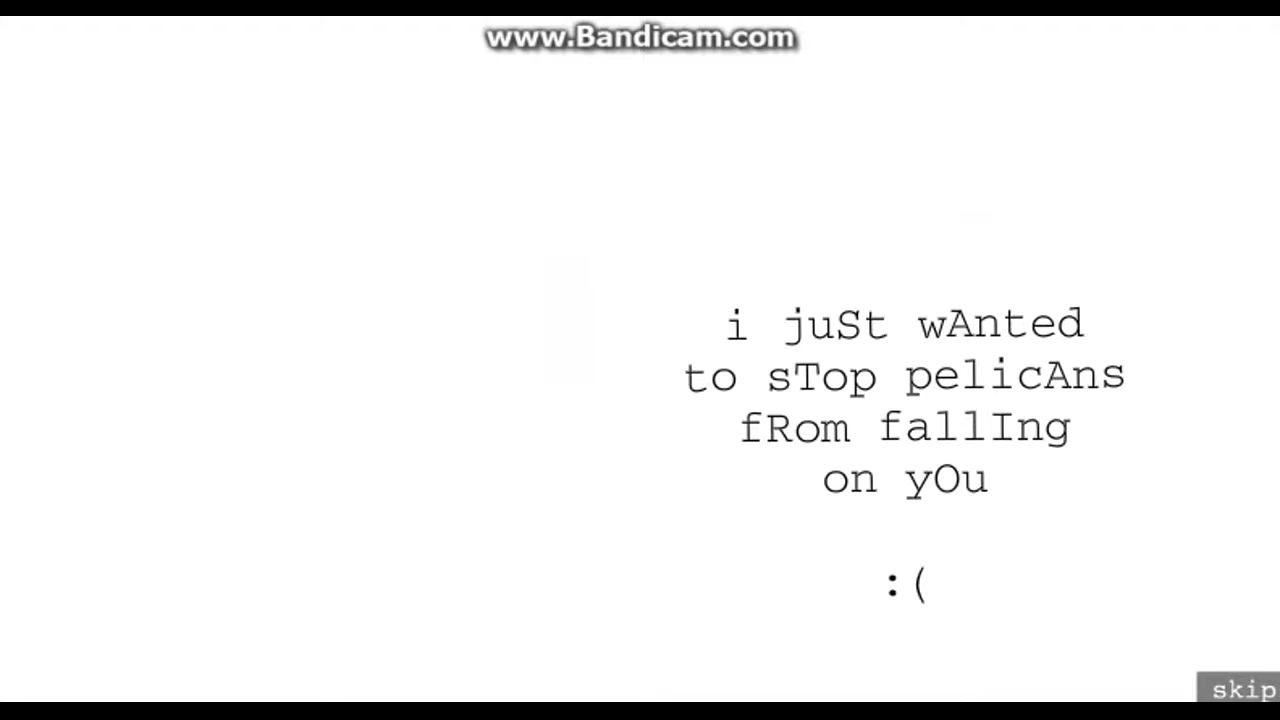 www.Bandicam.com
i juSt wAnted
to sTop pelicAns
fRom fallIng
on yOu
:(
skip